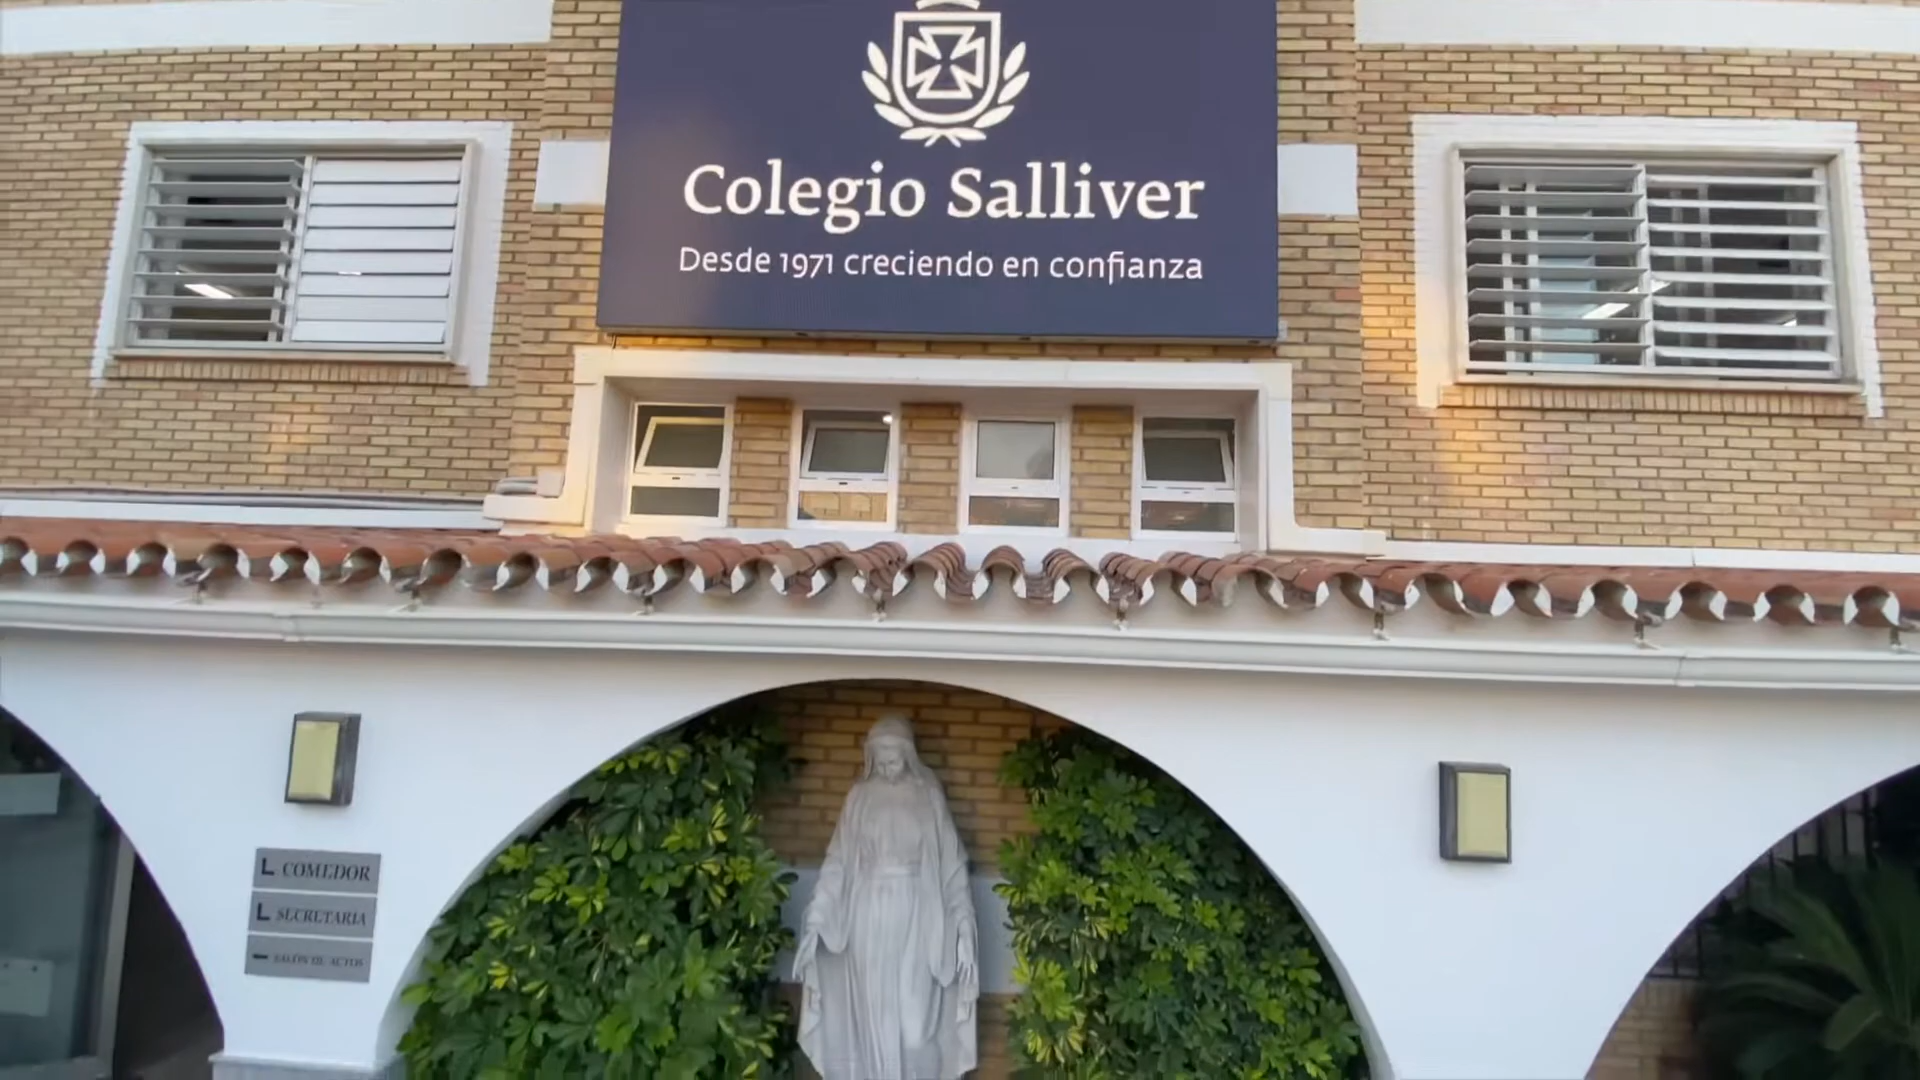 Colegio Salliver
Desde 1971 creciendo en confianza
COMEDOR
SECRETARIA
SALÓN DE ACTOS